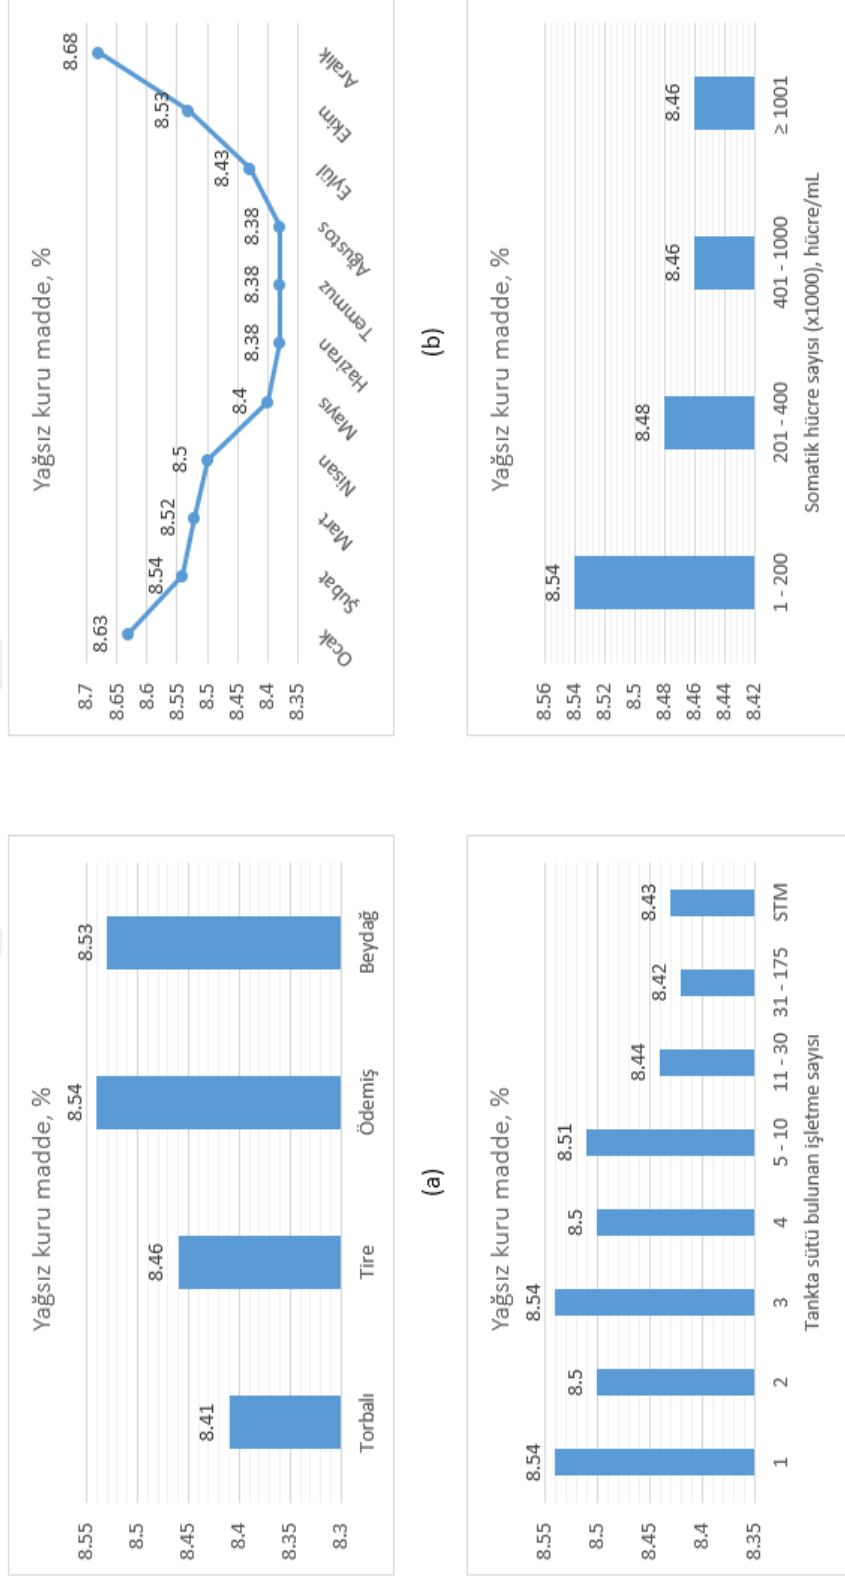 Yağsız kuru madde, %
8.55
8.5
8.45
8.4
8.35
8.3
8.41
8.46
8.54
8.53
Torbalı
Tire
Ödemiş
Beydağ
(a)
Yağsız kuru madde, %
8.7
8.65
8.6
8.55
8.5
8.45
8.4
8.35
8.63
8.54
8.52
8.5
8.4
8.38
8.38
8.38
8.43
8.53
8.68
Ocak
Şubat
Mart
Nisan
Mayıs
Haziran
Temmuz
Ağustos
Eylül
Ekim
Aralık
(b)
Yağsız kuru madde, %
8.55
8.5
8.45
8.4
8.35
8.54
8.5
8.54
8.5
8.51
8.44
8.42
8.43
1
2
3
4
5 - 10
11 - 30
31 - 175
STM
Tankta sütü bulunan işletme sayısı
Yağsız kuru madde, %
8.56
8.54
8.52
8.5
8.48
8.46
8.44
8.42
8.54
8.48
8.46
8.46
1 - 200
201 - 400
401 - 1000
≥ 1001
Somatik hücre sayısı (x1000), hücre/mL